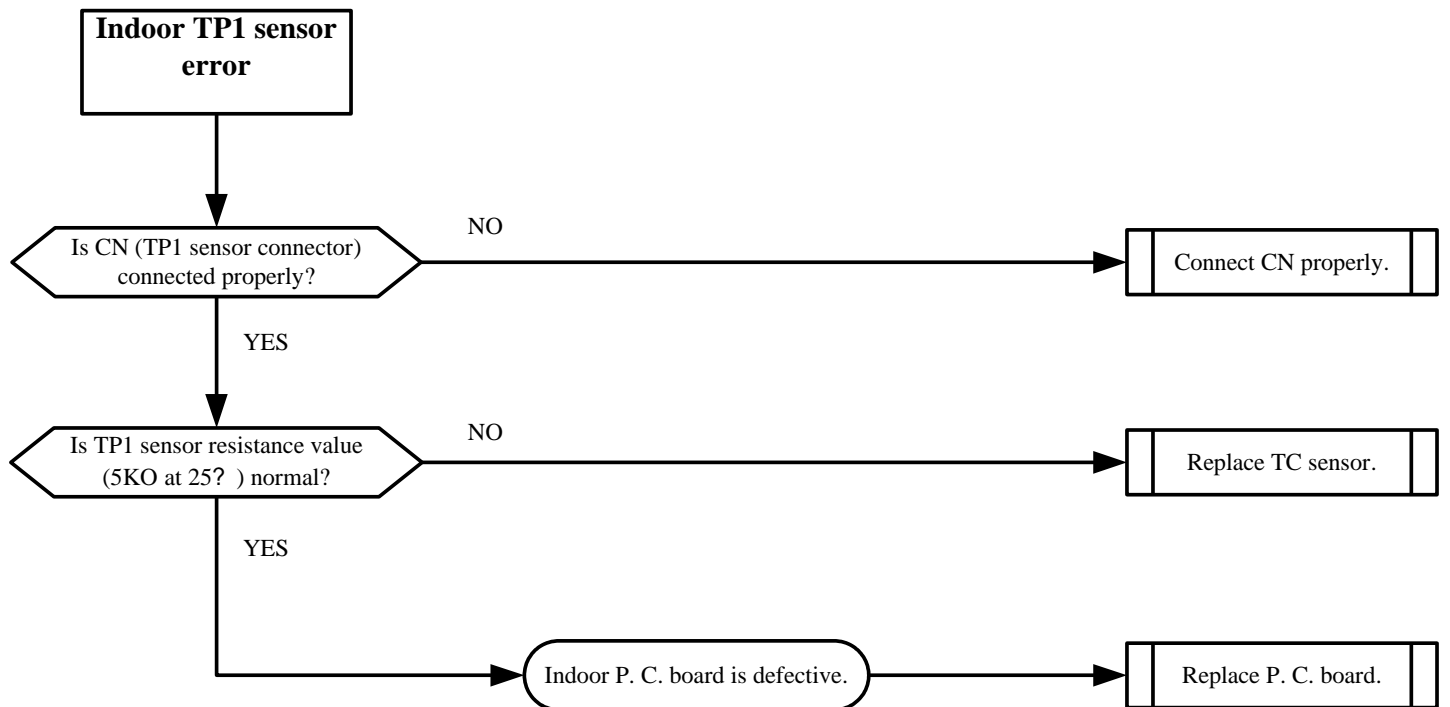 Indoor TP1 sensor
error
NO
Is CN (TP1 sensor connector)
connected properly?
Connect CN properly.
YES
NO
Is TP1 sensor resistance value
(5KO at 25? ) normal?
Replace TC sensor.
YES
Indoor P. C. board is defective.
Replace P. C. board.